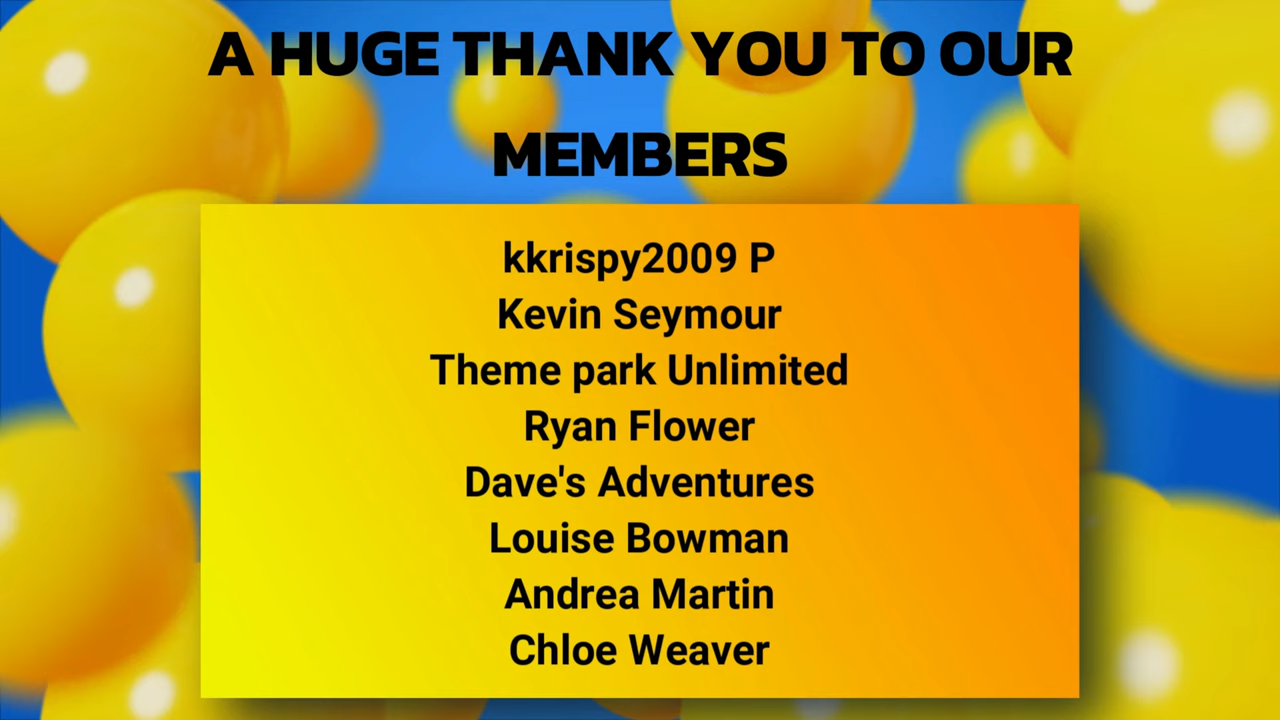 A HUGE THANK YOU TO OUR
MEMBERS
kkrispy2009 P
Kevin Seymour
Theme park Unlimited
Ryan Flower
Dave's Adventures
Louise Bowman
Andrea Martin
Chloe Weaver